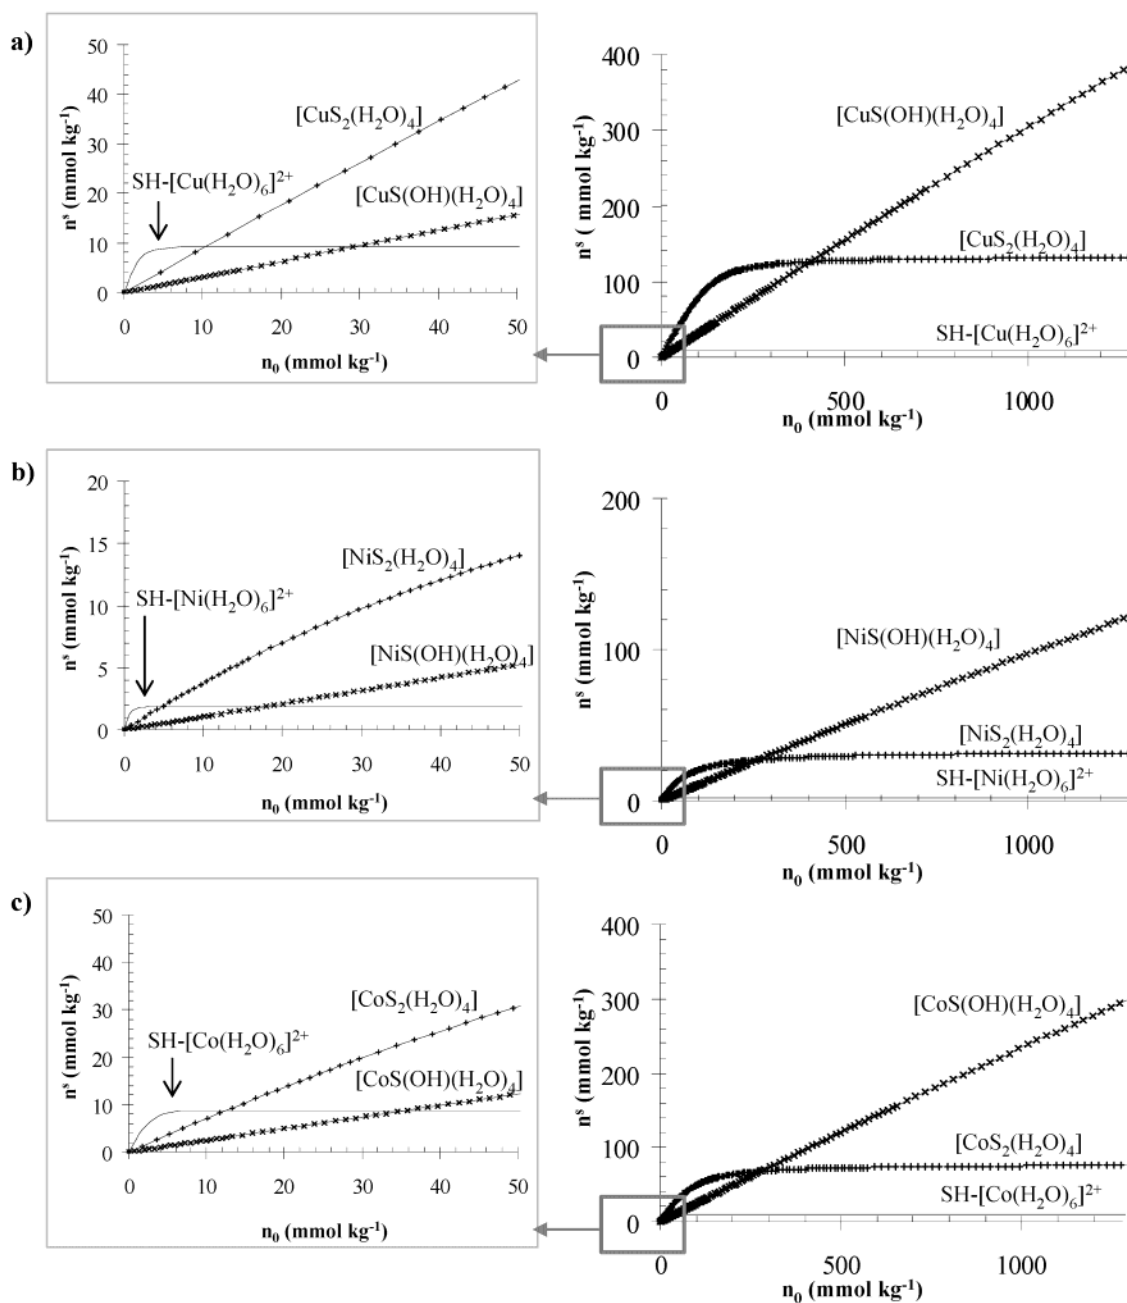 a)
50
40
30
20
10
0
nˢ (mmol kg⁻¹)
[CuS₂(H₂O)₄]
SH-[Cu(H₂O)₆]²⁺
[CuS(OH)(H₂O)₄]
0 10 20 30 40 50
n₀ (mmol kg⁻¹)
400
300
200
100
0
nˢ ( mmol kg⁻¹)
[CuS(OH)(H₂O)₄]
[CuS₂(H₂O)₄]
SH-[Cu(H₂O)₆]²⁺
0 500 1000
n₀ (mmol kg⁻¹)
b)
20
15
10
5
0
nˢ (mmol kg⁻¹)
[NiS₂(H₂O)₄]
SH-[Ni(H₂O)₆]²⁺
[NiS(OH)(H₂O)₄]
0 10 20 30 40 50
n₀ (mmol kg⁻¹)
200
100
0
nˢ (mmol kg⁻¹)
[NiS(OH)(H₂O)₄]
[NiS₂(H₂O)₄]
SH-[Ni(H₂O)₆]²⁺
0 500 1000
n₀ (mmol kg⁻¹)
c)
50
40
30
20
10
0
nˢ (mmol kg⁻¹)
[CoS₂(H₂O)₄]
SH-[Co(H₂O)₆]²⁺
[CoS(OH)(H₂O)₄]
0 10 20 30 40 50
n₀ (mmol kg⁻¹)
400
300
200
100
0
nˢ (mmol kg⁻¹)
[CoS(OH)(H₂O)₄]
[CoS₂(H₂O)₄]
SH-[Co(H₂O)₆]²⁺
0 500 1000
n₀ (mmol kg⁻¹)